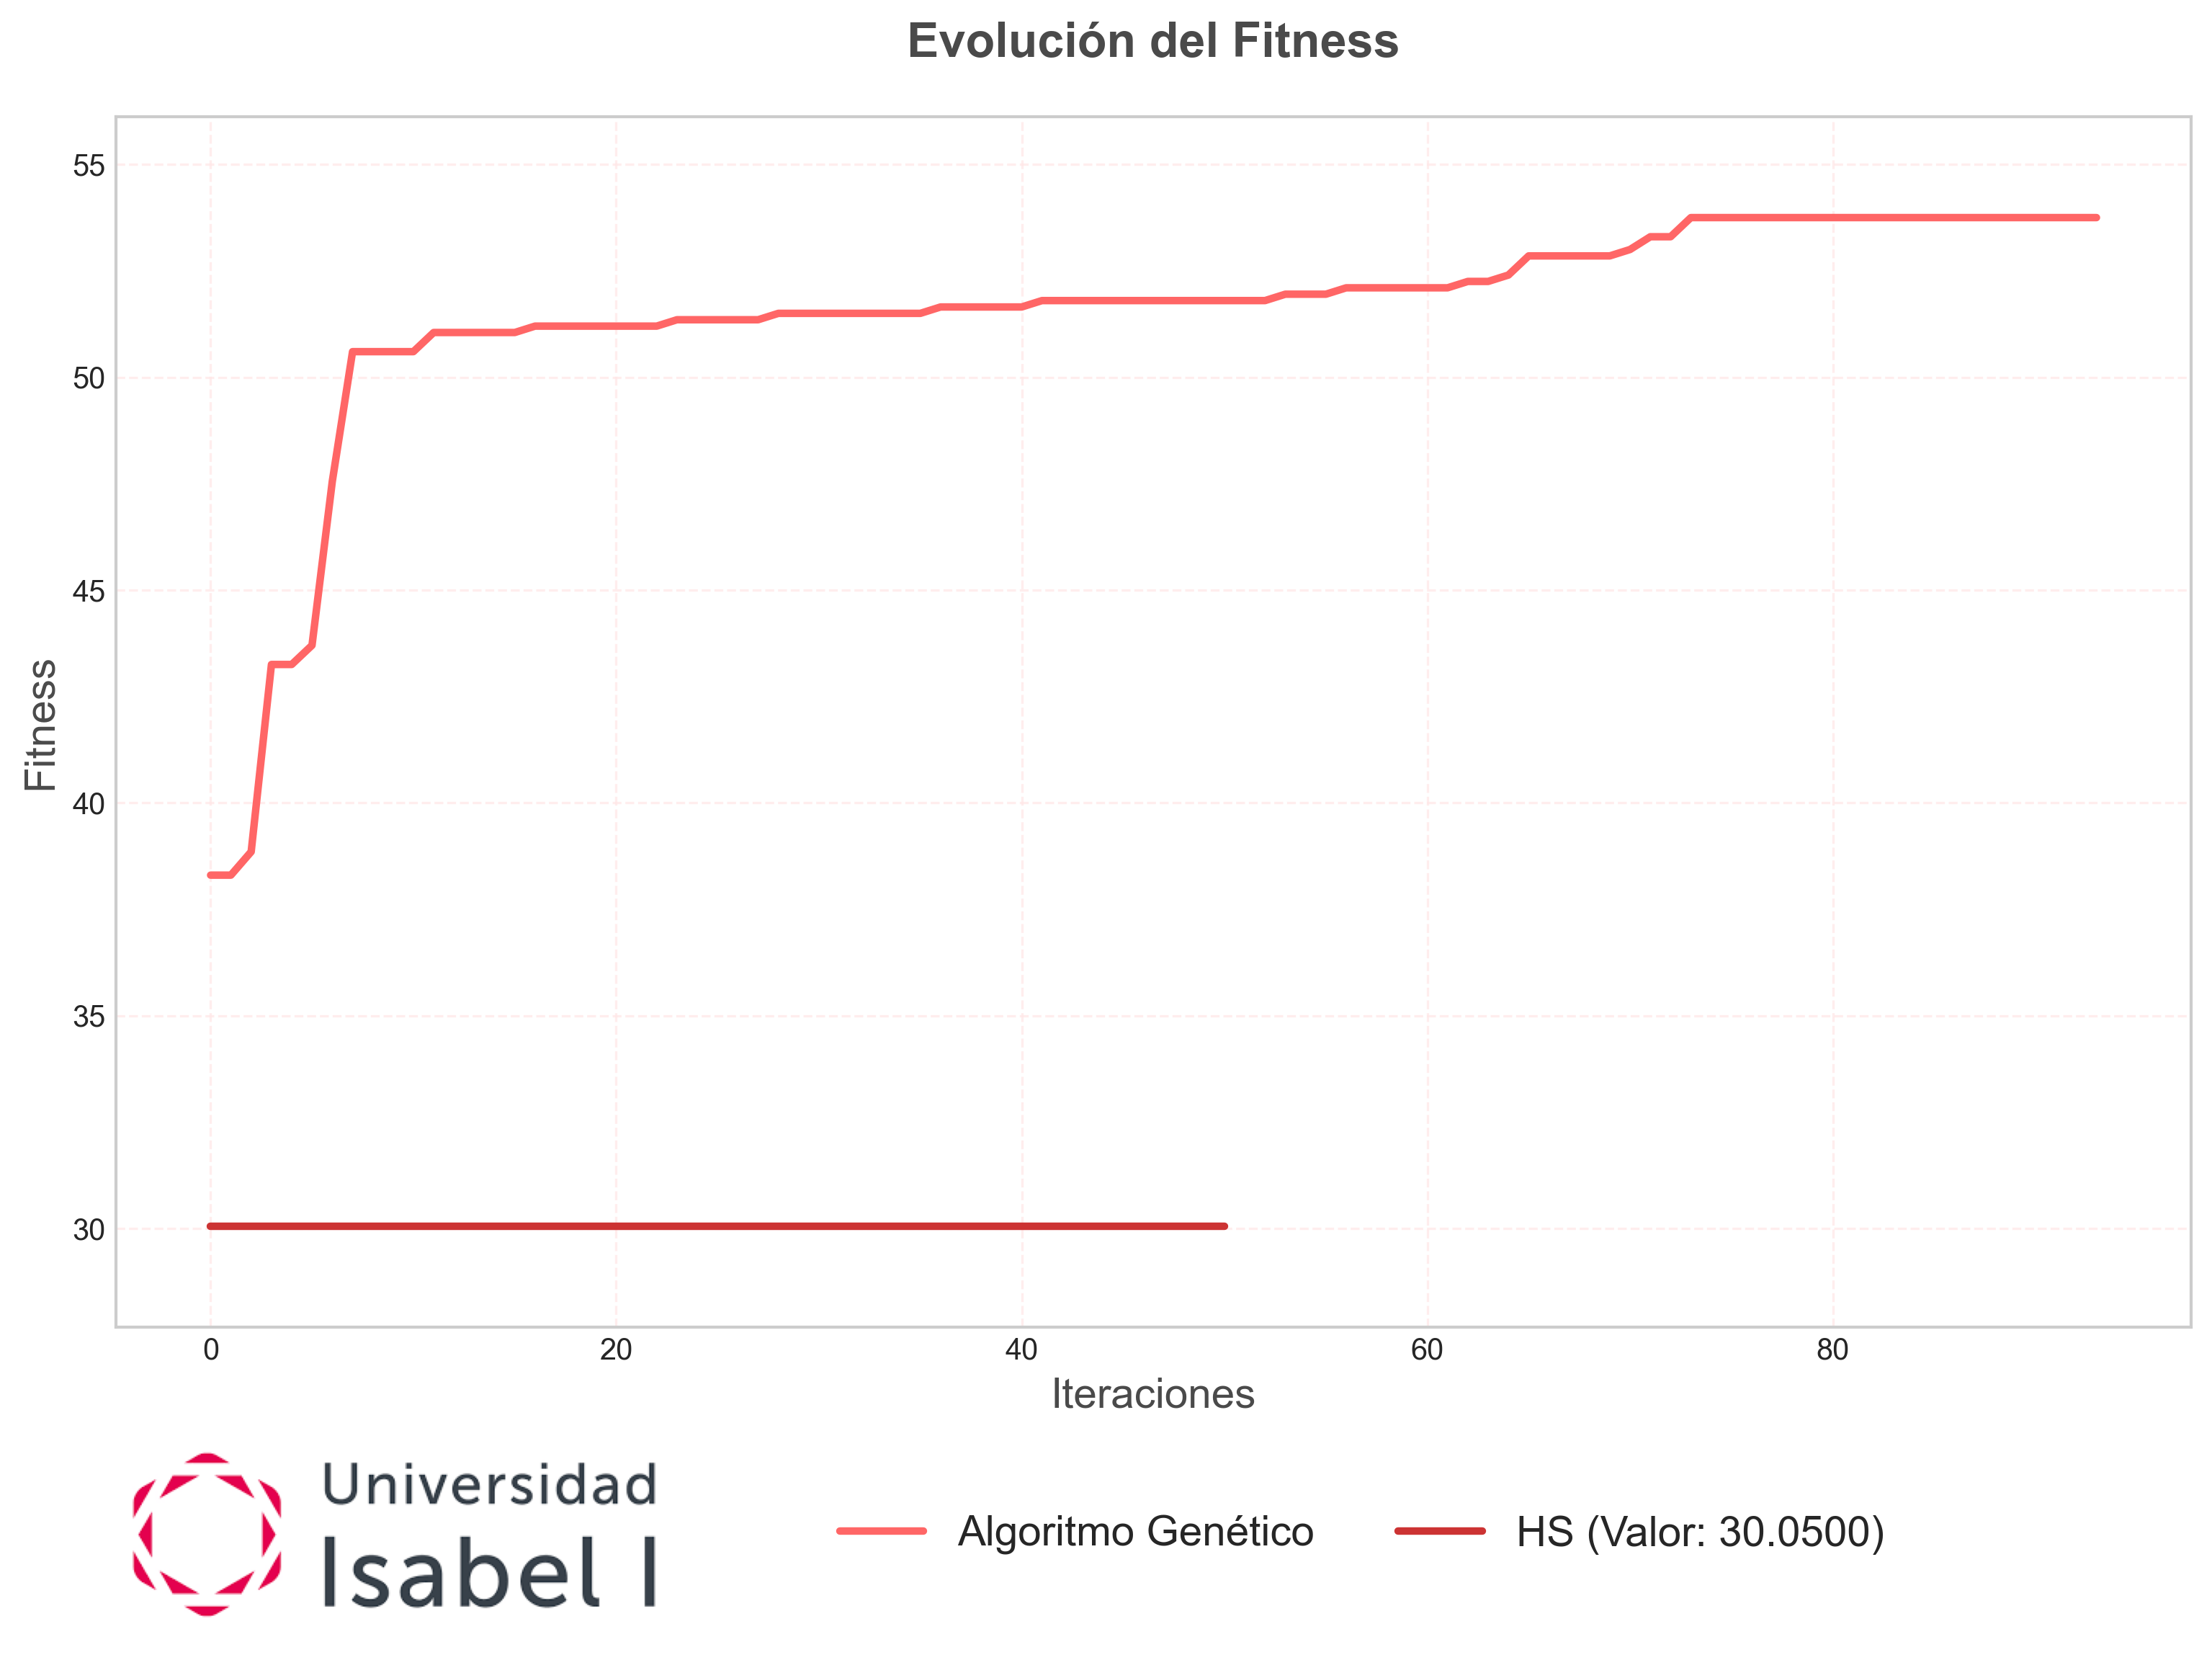 Evolución del Fitness
55
50
45
40
35
30
Fitness
0 20 40 60 80
Iteraciones
Universidad
Isabel I
Algoritmo Genético HS (Valor: 30.0500)